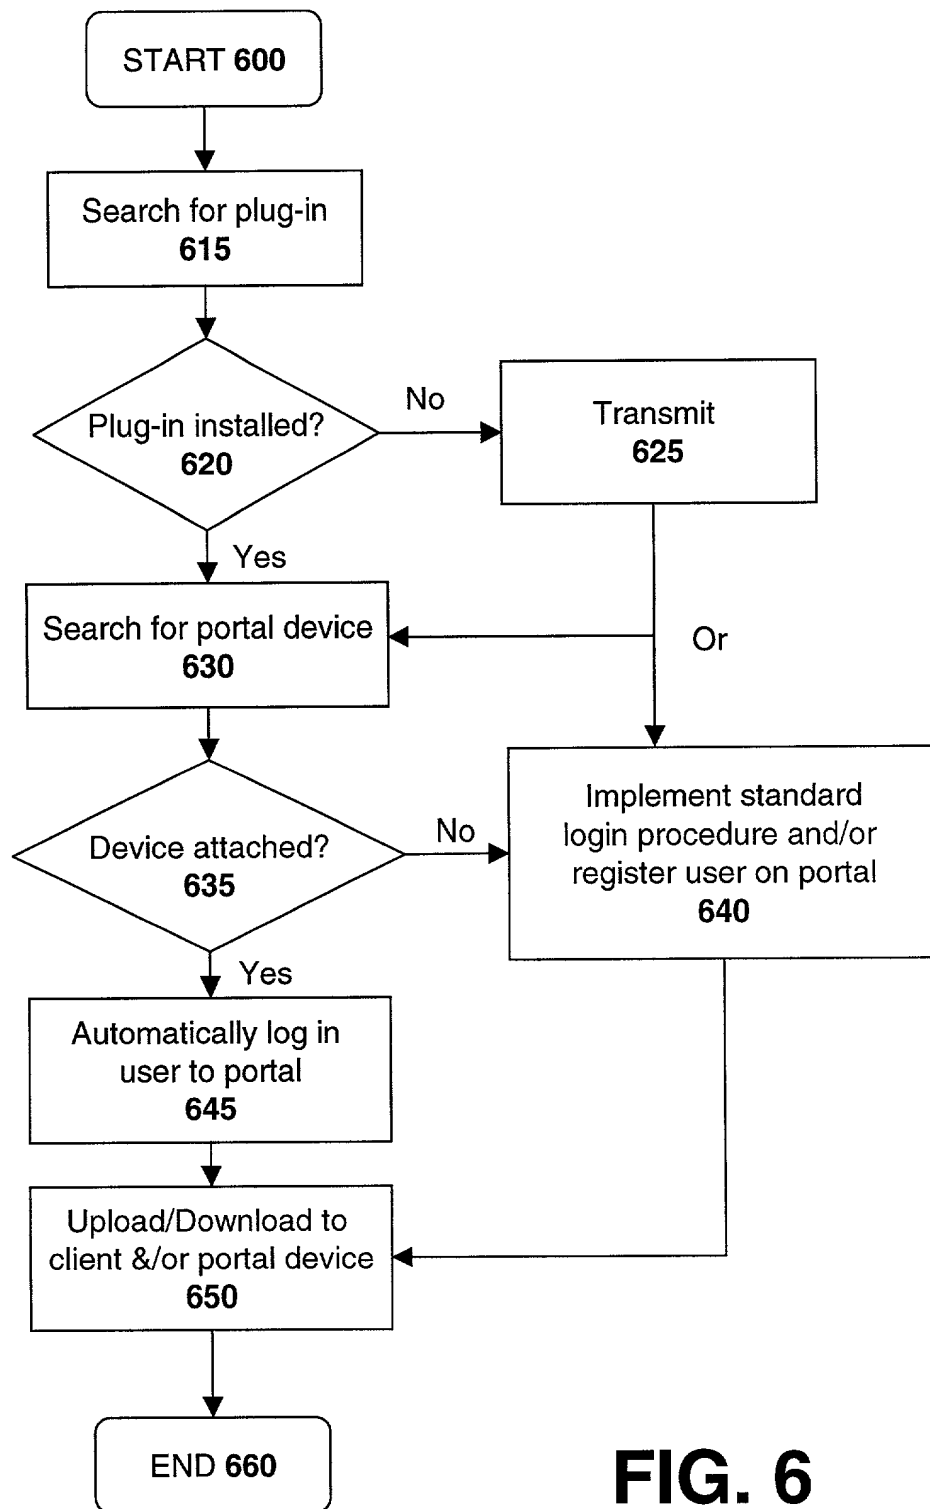 START 600
Search for plug-in
615
Plug-in installed?
620
No
Transmit
625
Yes
Search for portal device
630
Or
Device attached?
635
No
Implement standard
login procedure and/or
register user on portal
640
Yes
Automatically log in
user to portal
645
Upload/Download to
client &/or portal device
650
END 660
FIG. 6